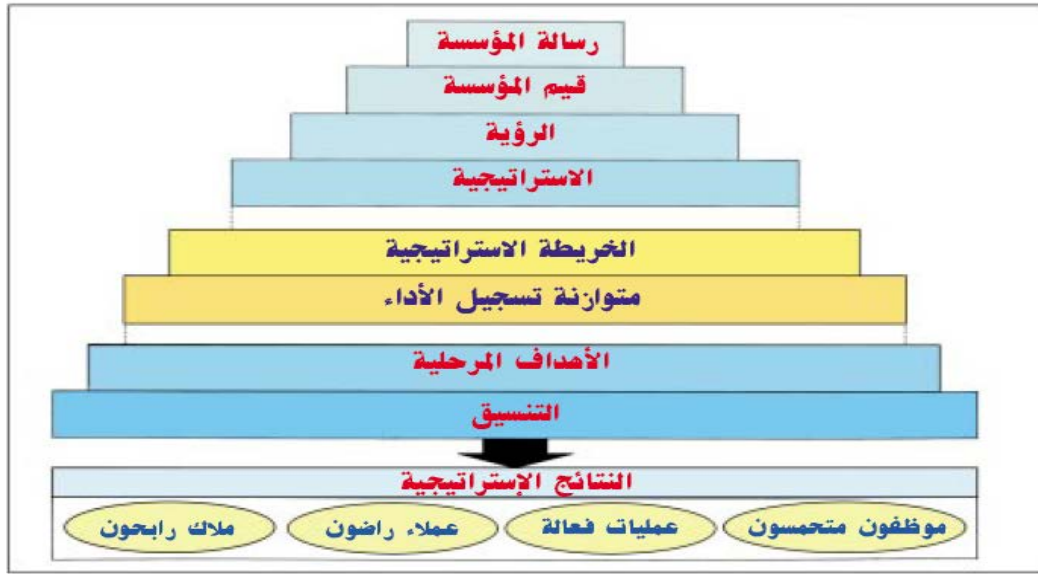 رسالة المؤسسة
قيم المؤسسة
الرؤية
الاستراتيجية
الخريطة الاستراتيجية
متوازنة تسجيل الأداء
الأهداف المرحلية
التنسيق
النتائج الإستراتيجية
موظفون متحمسون
عمليات فعالة
عملاء راضون
ملاك رابحون